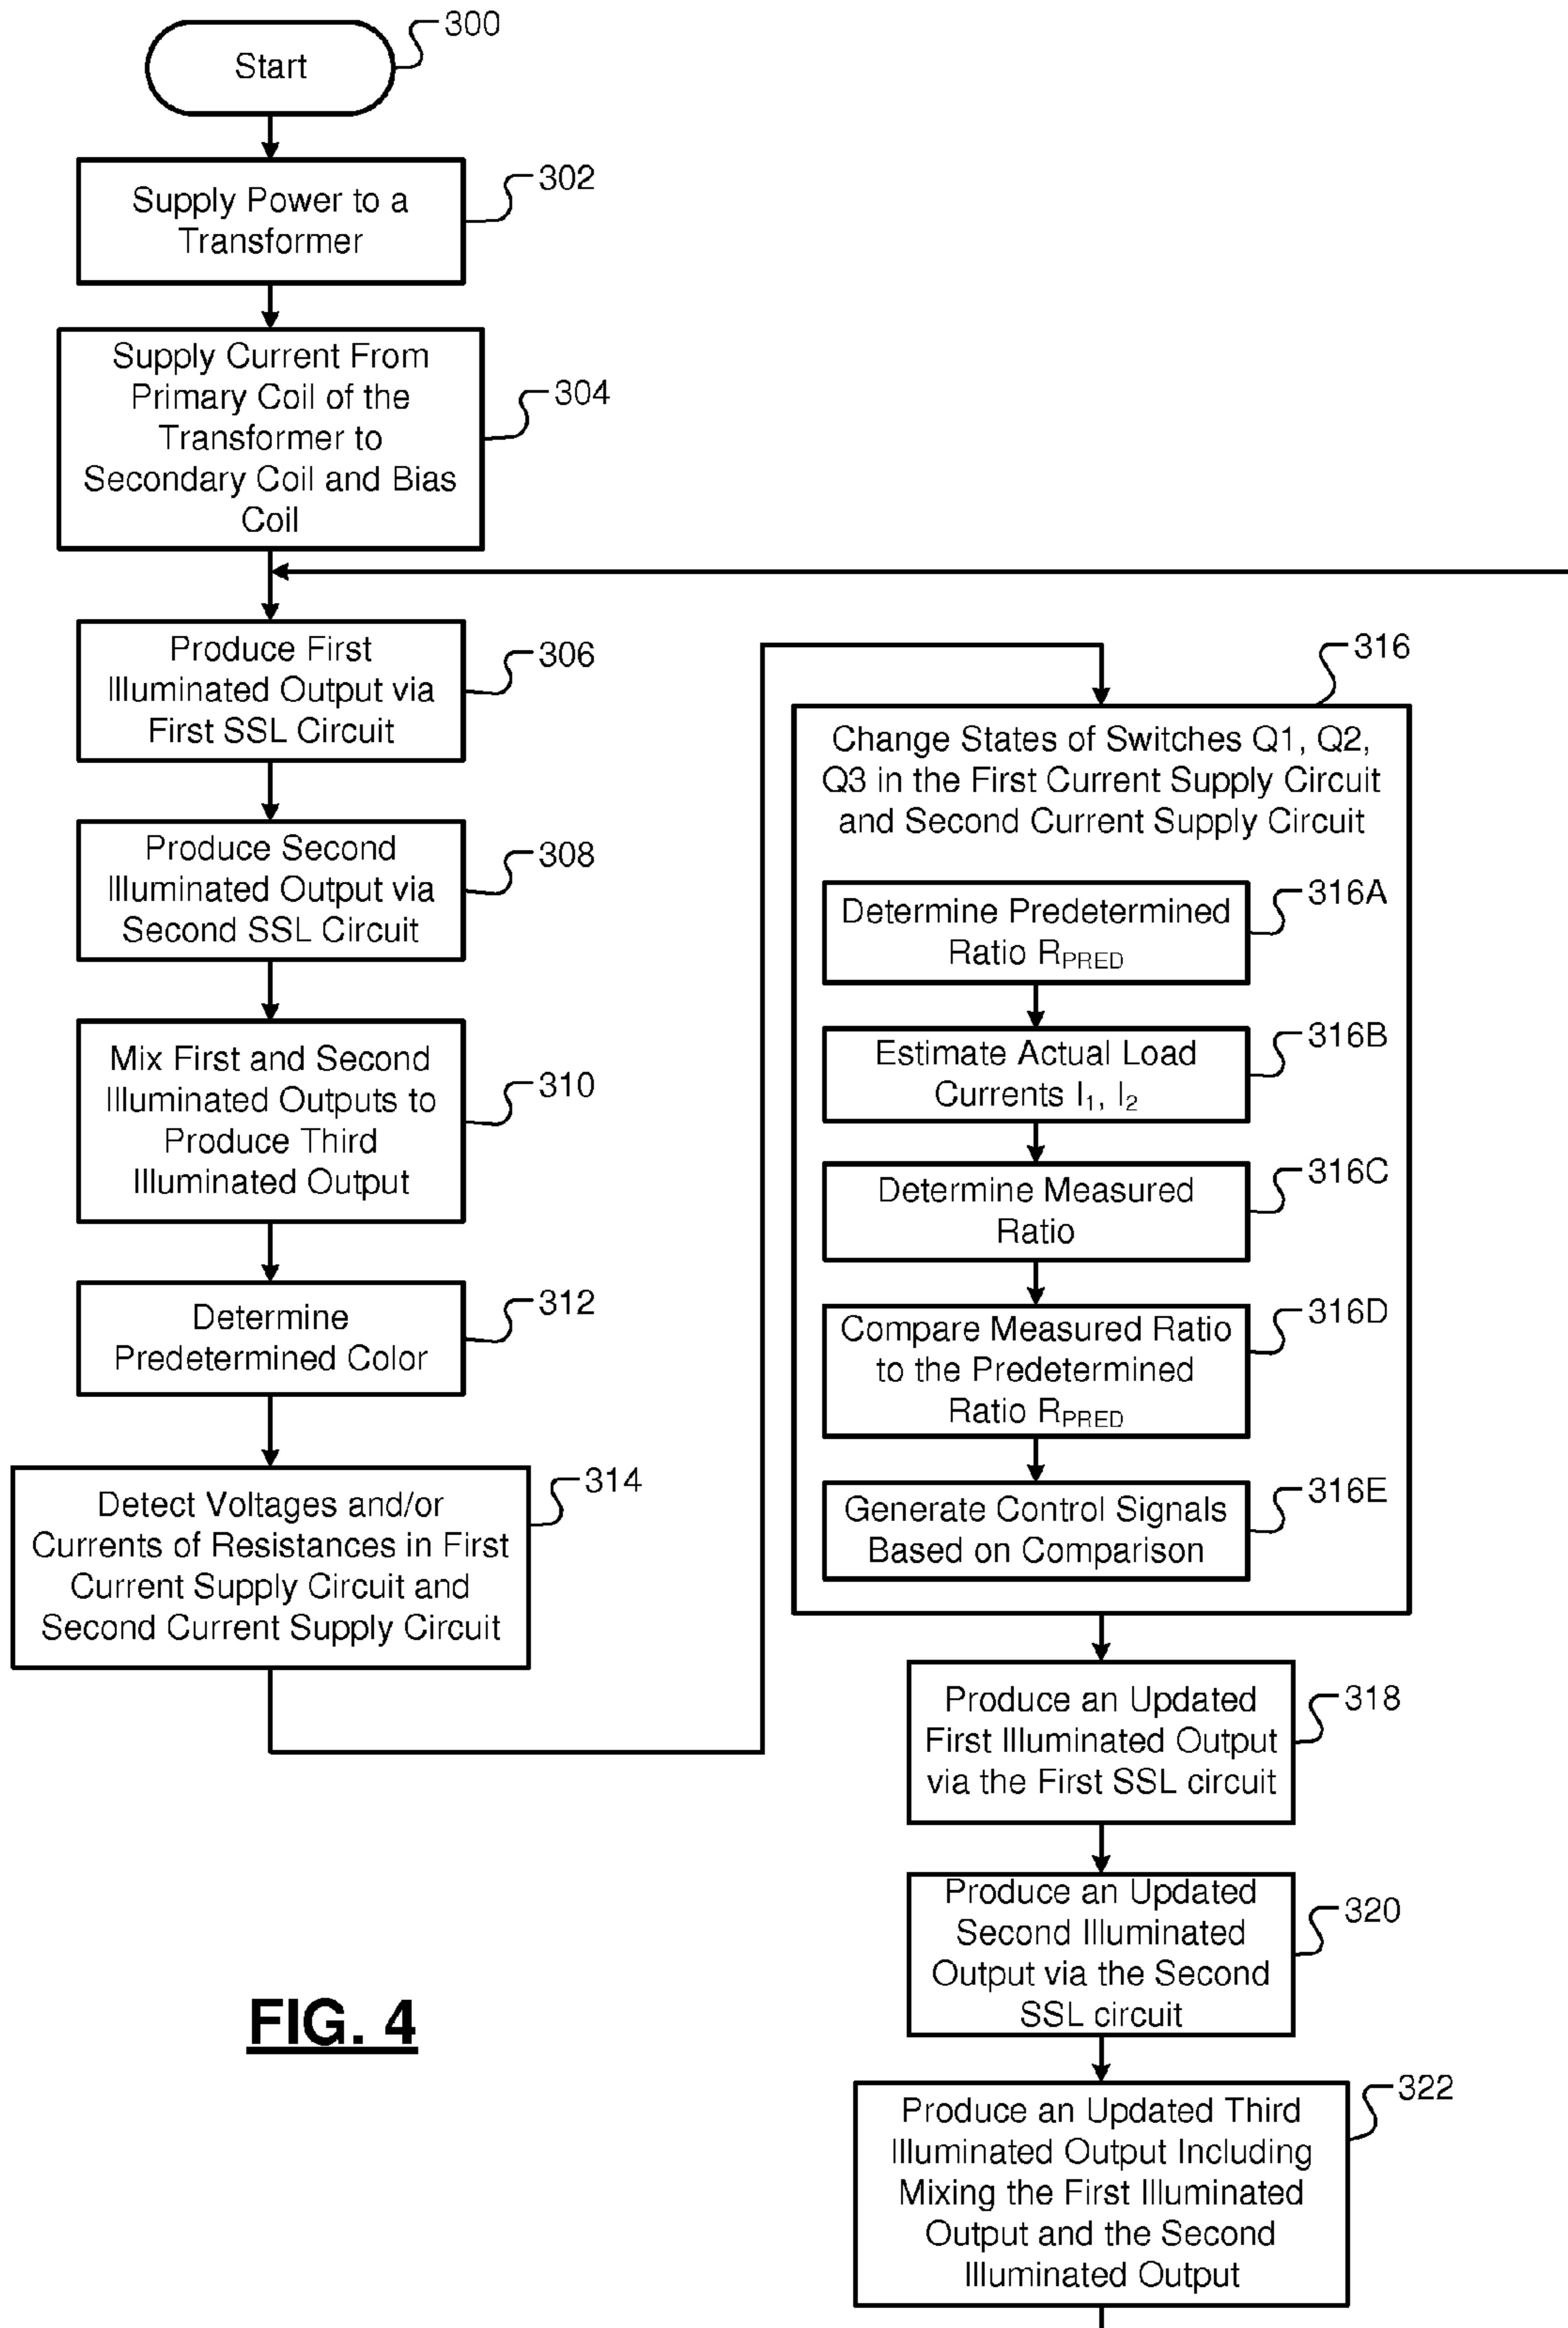 Start
300
Supply Power to a
Transformer
302
Supply Current From
Primary Coil of the
Transformer to
Secondary Coil and Bias
Coil
304
Produce First
Illuminated Output via
First SSL Circuit
306
Produce Second
Illuminated Output via
Second SSL Circuit
308
Mix First and Second
Illuminated Outputs to
Produce Third
Illuminated Output
310
Determine
Predetermined Color
312
Detect Voltages and/or
Currents of Resistances in First
Current Supply Circuit and
Second Current Supply Circuit
314
316
Change States of Switches Q1, Q2,
Q3 in the First Current Supply Circuit
and Second Current Supply Circuit
Determine Predetermined
Ratio RPRED
316A
Estimate Actual Load
Currents I1, I2
316B
Determine Measured
Ratio
316C
Compare Measured Ratio
to the Predetermined
Ratio RPRED
316D
Generate Control Signals
Based on Comparison
316E
Produce an Updated
First Illuminated Output
via the First SSL circuit
318
Produce an Updated
Second Illuminated
Output via the Second
SSL circuit
320
Produce an Updated Third
Illuminated Output Including
Mixing the First Illuminated
Output and the Second
Illuminated Output
322
FIG. 4